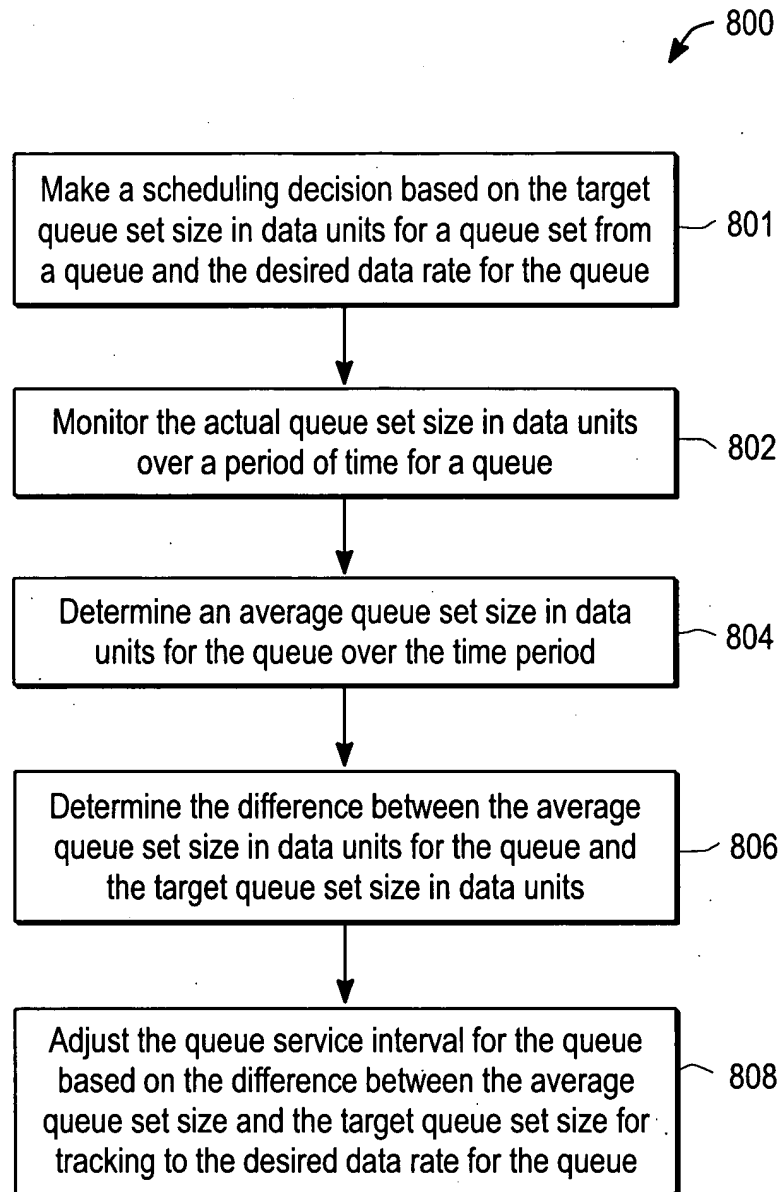 800
Make a scheduling decision based on the target
queue set size in data units for a queue set from
a queue and the desired data rate for the queue
801
Monitor the actual queue set size in data units
over a period of time for a queue
802
Determine an average queue set size in data
units for the queue over the time period
804
Determine the difference between the average
queue set size in data units for the queue and
the target queue set size in data units
806
Adjust the queue service interval for the queue
based on the difference between the average
queue set size and the target queue set size for
tracking to the desired data rate for the queue
808